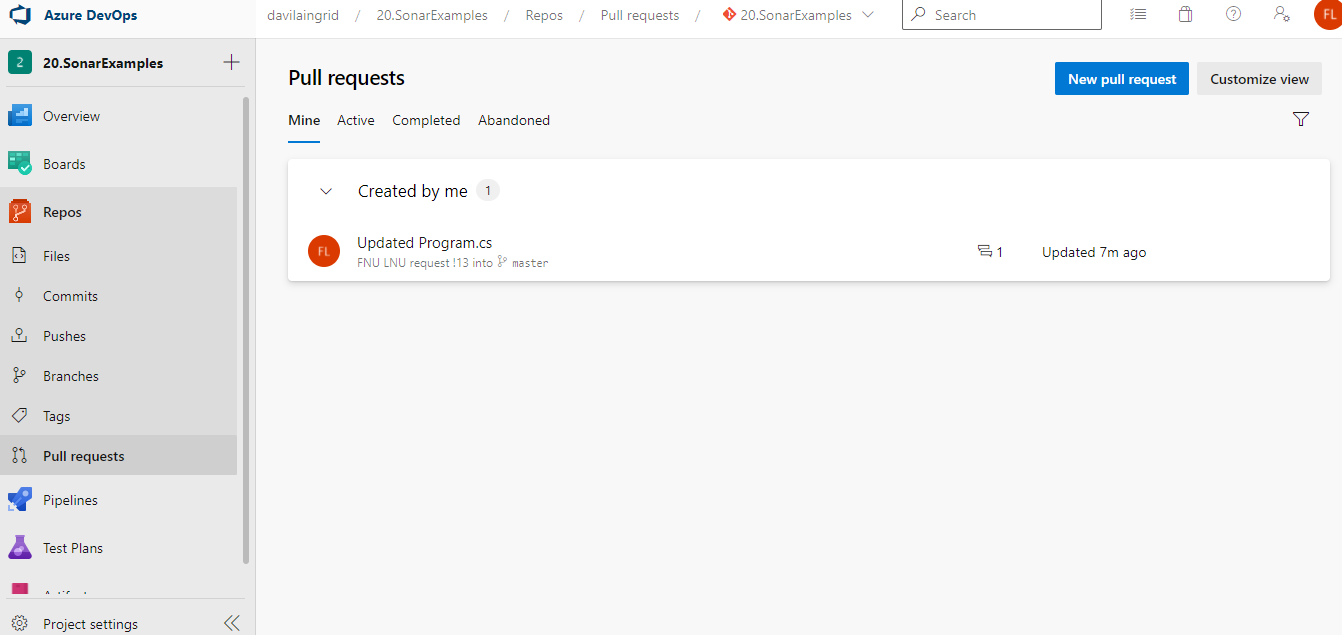 Azure DevOps
davilaingrid / 20.SonarExamples / Repos / Pull requests / 20.SonarExamples
Search
FL
2 20.SonarExamples
Overview
Boards
Repos
Files
Commits
Pushes
Branches
Tags
Pull requests
Pipelines
Test Plans
Project settings
Pull requests
New pull request
Customize view
Mine Active Completed Abandoned
Created by me 1
FL
Updated Program.cs
FNU LNU request !13 into master
1
Updated 7m ago